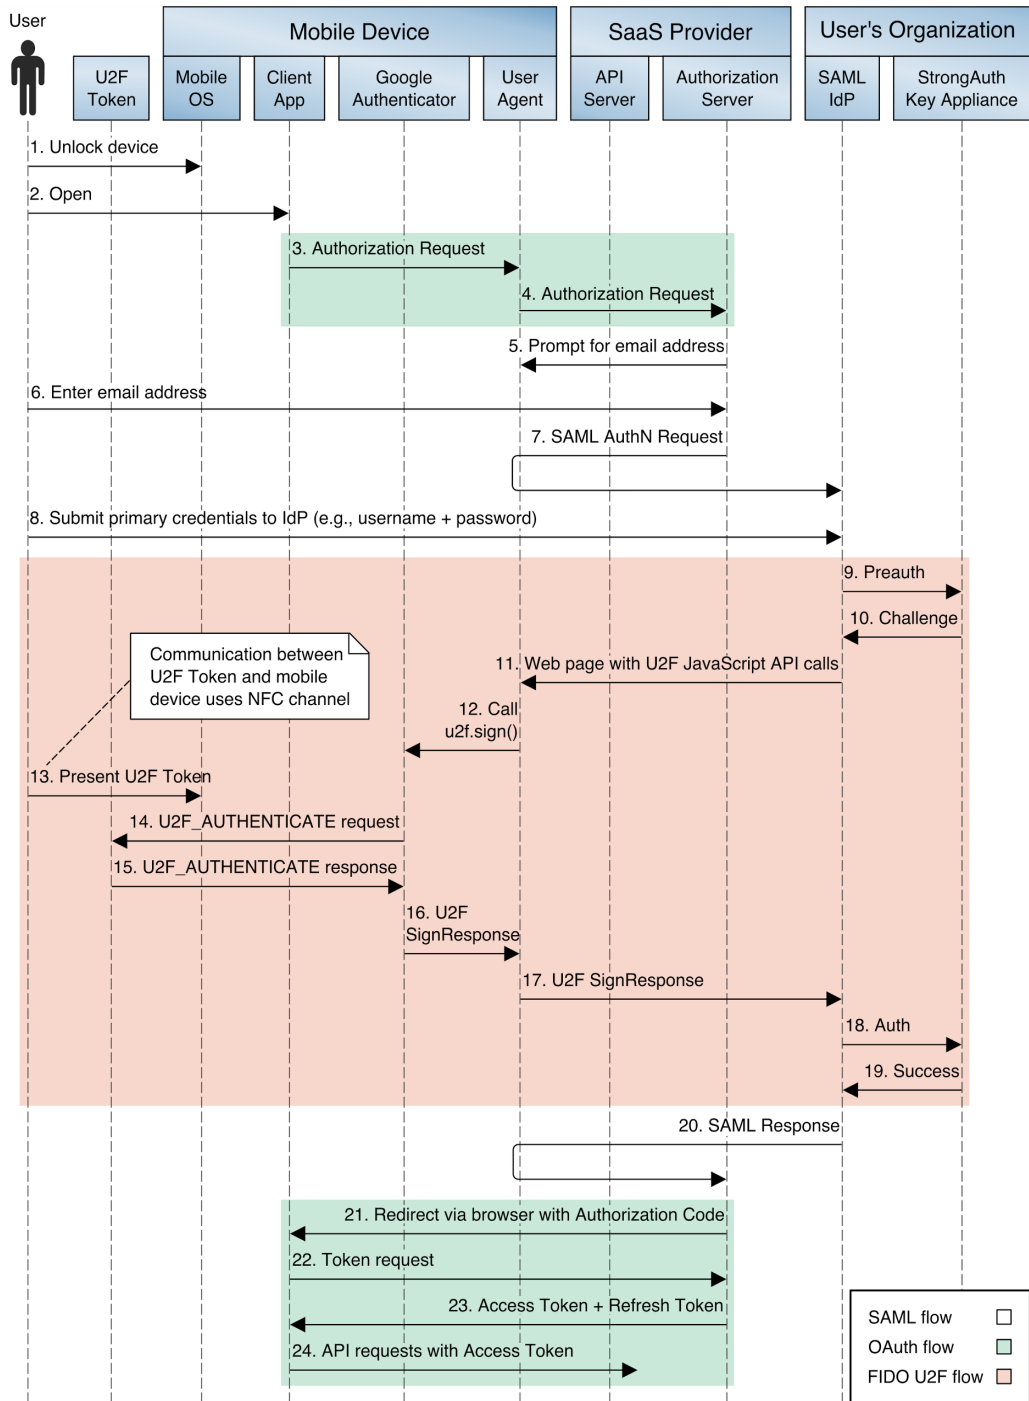 User
Mobile Device
SaaS Provider
User's Organization
U2F
Token
Mobile
OS
Client
App
Google
Authenticator
User
Agent
API
Server
Authorization
Server
SAML
IdP
StrongAuth
Key Appliance
1. Unlock device
2. Open
3. Authorization Request
4. Authorization Request
5. Prompt for email address
6. Enter email address
7. SAML AuthN Request
8. Submit primary credentials to IdP (e.g., username + password)
9. Preauth
10. Challenge
Communication between
U2F Token and mobile
device uses NFC channel
11. Web page with U2F JavaScript API calls
12. Call
u2f.sign()
13. Present U2F Token
14. U2F_AUTHENTICATE request
15. U2F_AUTHENTICATE response
16. U2F
SignResponse
17. U2F SignResponse
18. Auth
19. Success
20. SAML Response
21. Redirect via browser with Authorization Code
22. Token request
23. Access Token + Refresh Token
24. API requests with Access Token
SAML flow
OAuth flow
FIDO U2F flow